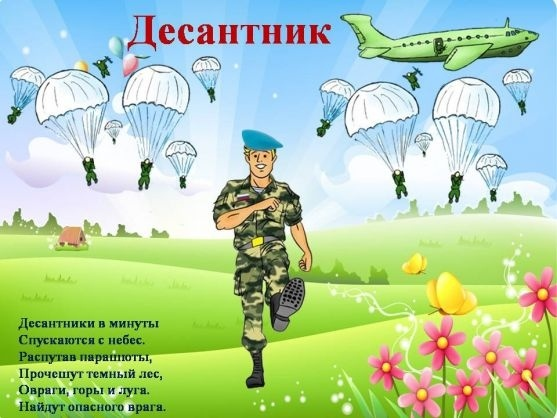 Десантник
Десантники в минуты
Спускаются с небес.
Распутав парашюты,
Прочешут темный лес,
Овраги, горы и луга.
Найдут опасного врага.